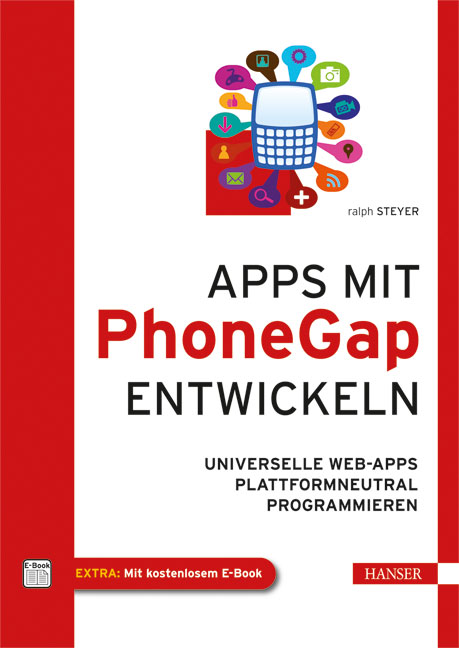 ralph STEYER
APPS MIT
PhoneGap
ENTWICKELN
UNIVERSELLE WEB-APPS
PLATTFORMNEUTRAL
PROGRAMMIEREN
E-Book
EXTRA: Mit kostenlosem E-Book
HANSER